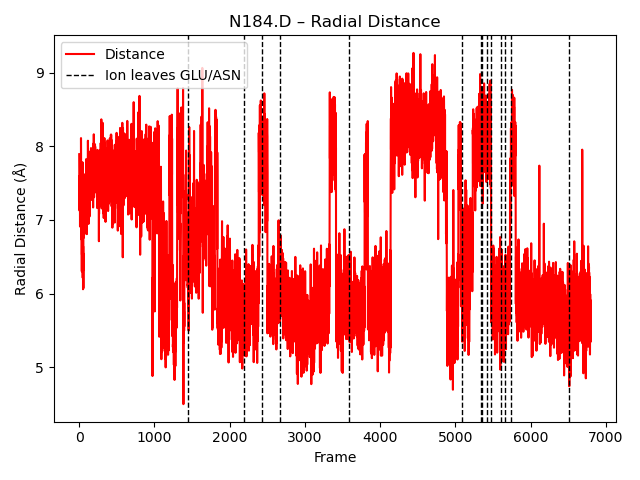 N184.D – Radial Distance
Distance
Ion leaves GLU/ASN
9
8
7
6
5
Radial Distance (Å)
0
1000
2000
3000
4000
5000
6000
7000
Frame